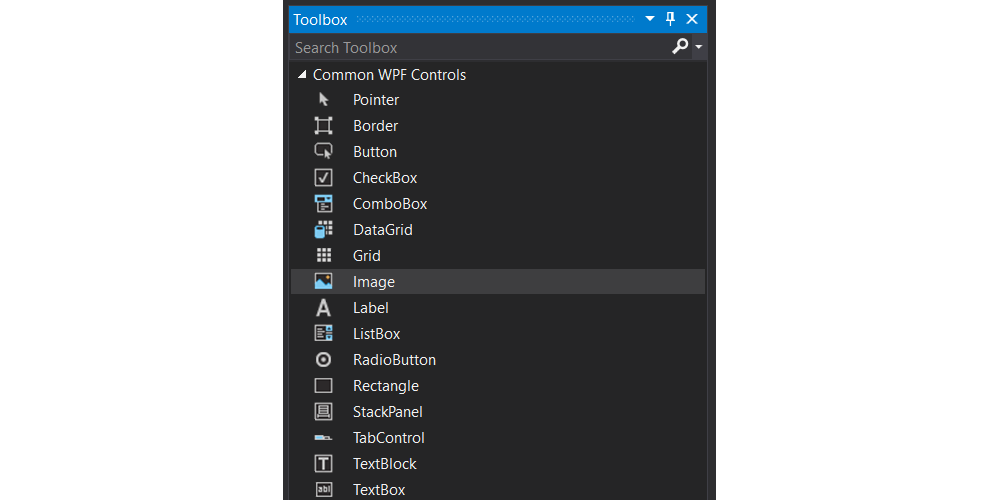 Toolbox
Search Toolbox
Common WPF Controls
Pointer
Border
Button
CheckBox
ComboBox
DataGrid
Grid
Image
A Label
ListBox
RadioButton
Rectangle
StackPanel
TabControl
T TextBlock
abl TextBox